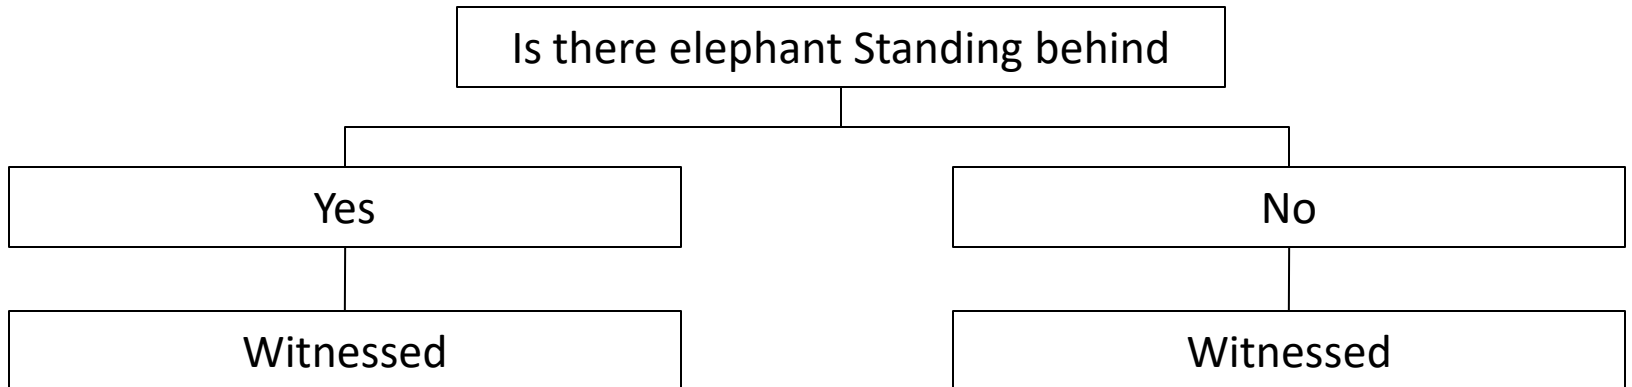 Is there elephant Standing behind
Yes
No
Witnessed
Witnessed